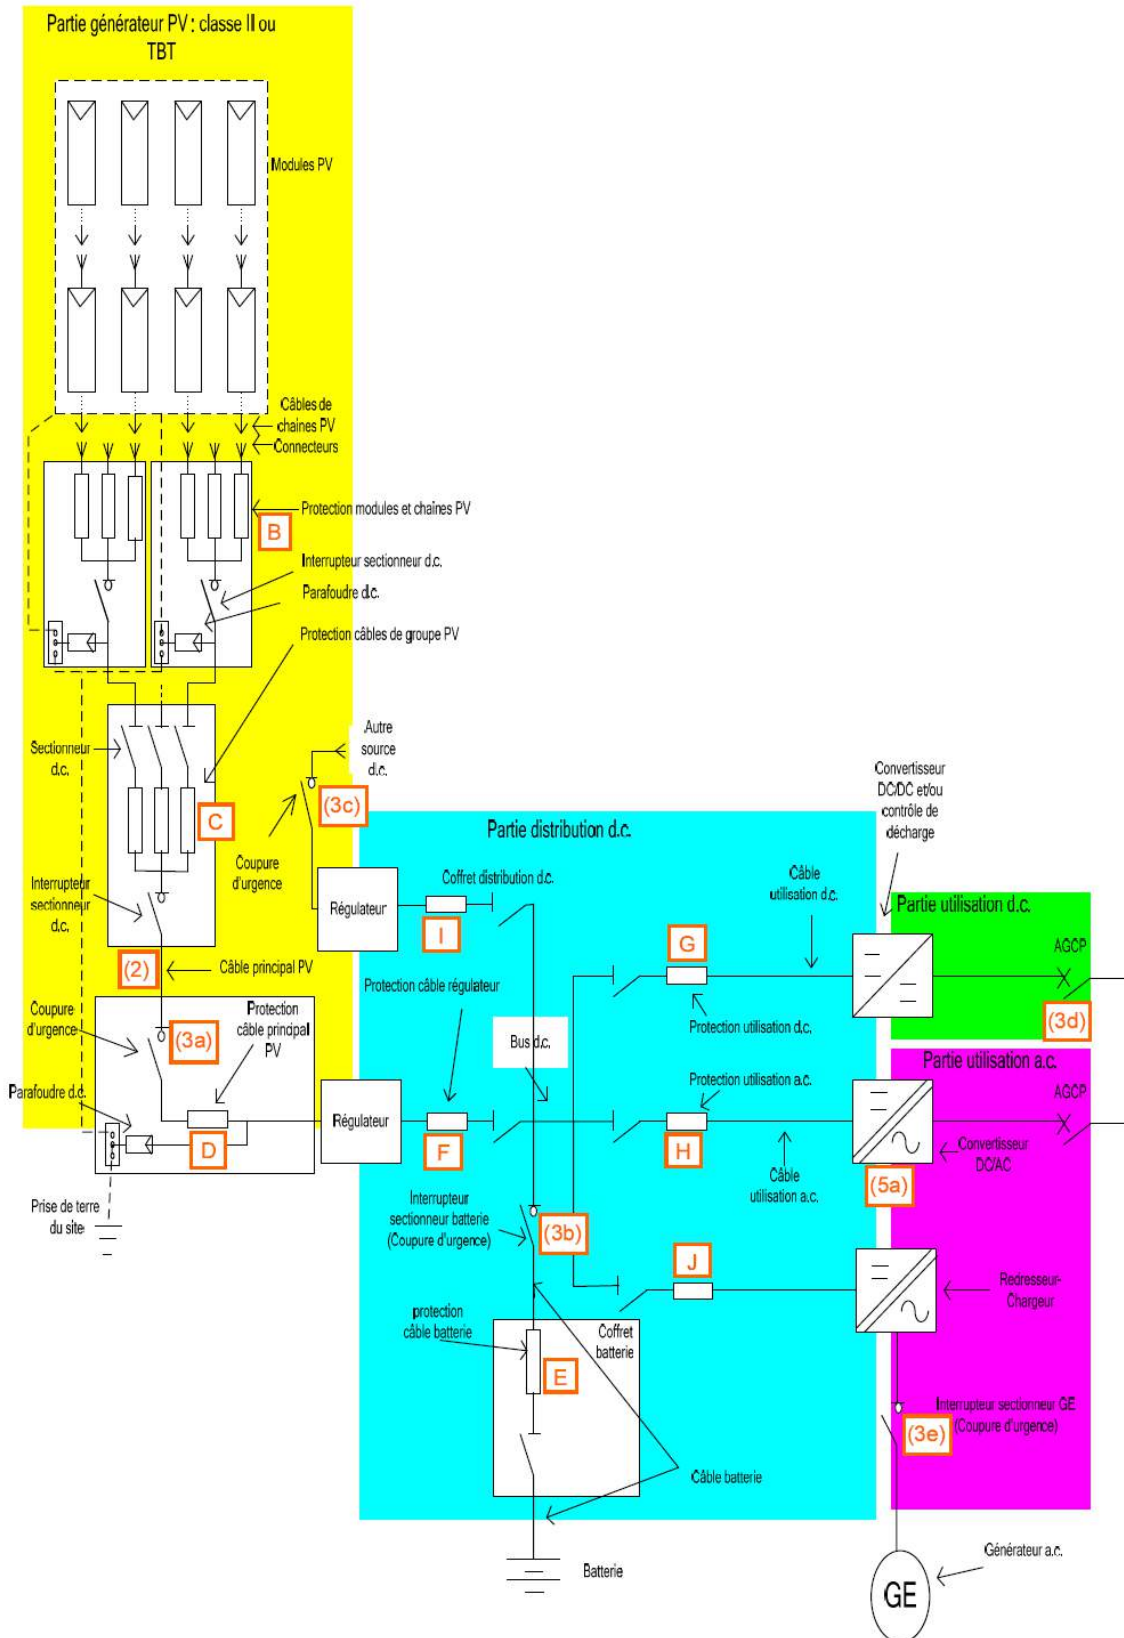 Partie générateur PV : classe II ou
TBT
Modules PV
Câbles de
chaines PV
Connecteurs
Protection modules et chaînes PV
B
Interrupteur sectionneur d.c.
Parafoudre d.c.
Protection câbles de groupe PV
Sectionneur
d.c.
C
Autre
source
d.c.
(3c)
Coupure
d'urgence
Interrupteur
sectionneur
d.c.
(2)
Câble principal PV
Coupure
d'urgence
(3a)
Protection
câble principal
PV
Parafoudre d.c.
D
Prise de terre
du site
Partie distribution d.c.
Régulateur
Coffret distribution d.c.
I
Protection câble régulateur
Régulateur
F
Bus d.c.
Câble
utilisation d.c.
G
Protection utilisation d.c.
Protection utilisation a.c.
H
Câble
utilisation a.c.
Interrupteur
sectionneur batterie
(Coupure d'urgence)
(3b)
J
protection
câble batterie
Coffret
batterie
E
Câble batterie
Batterie
Convertisseur
DC/DC et/ou
contrôle de
décharge
Partie utilisation d.c.
AGCP
(3d)
Partie utilisation a.c.
AGCP
Convertisseur
DC/AC
(5a)
Redresseur-
Chargeur
Interrupteur sectionneur GE
(Coupure d'urgence)
(3e)
Générateur a.c.
GE